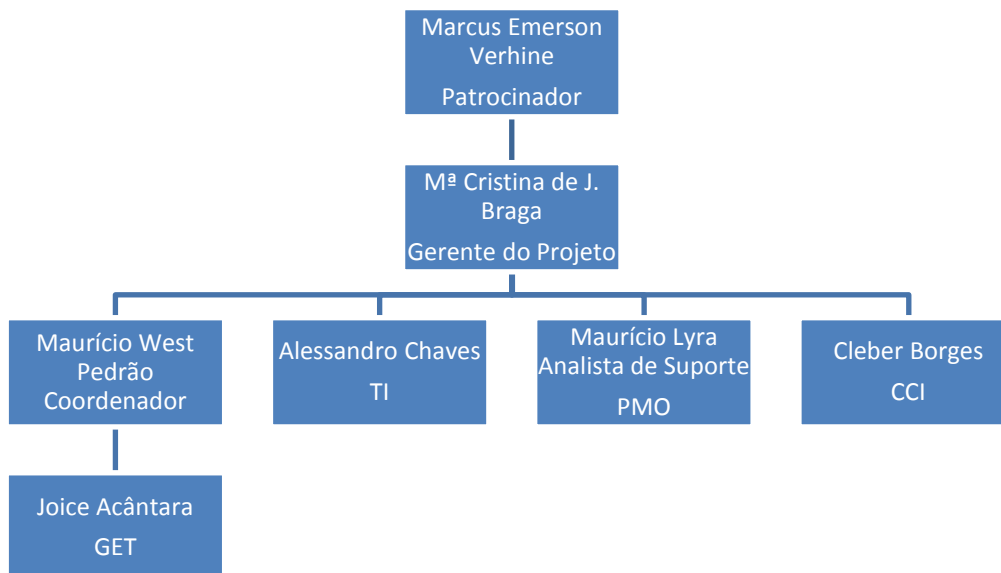 Marcus Emerson
Verhine
Patrocinador
Mª Cristina de J.
Braga
Gerente do Projeto
Maurício West
Pedrão
Coordenador
Alessandro Chaves
TI
Maurício Lyra
Analista de Suporte
PMO
Cleber Borges
CCI
Joice Acântara
GET